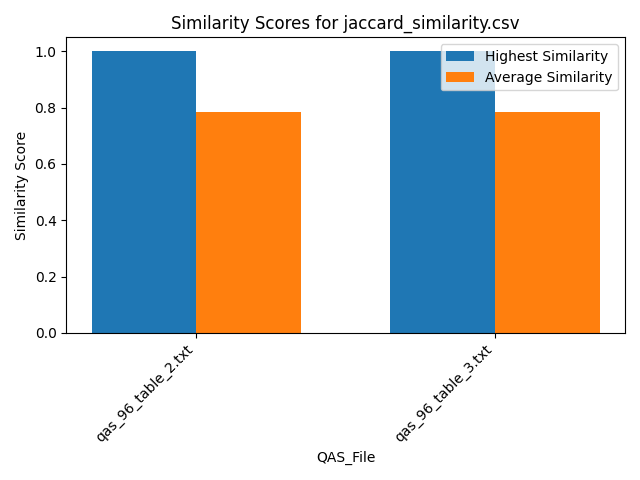 Similarity Scores for jaccard_similarity.csv
Highest Similarity
Average Similarity
Similarity Score
1.0
0.8
0.6
0.4
0.2
0.0
qas_96_table_2.txt
qas_96_table_3.txt
QAS_File